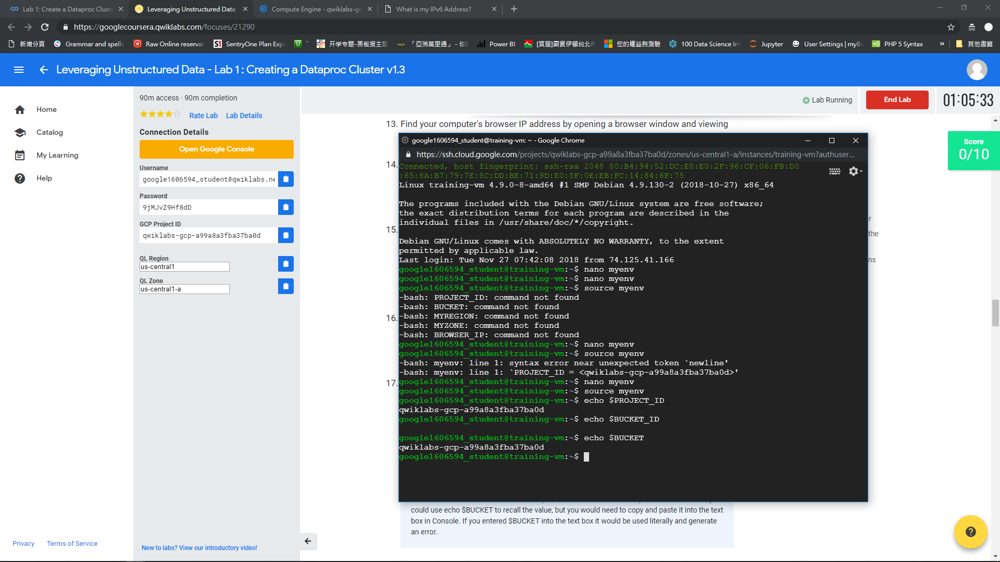 Lab 1: Create a Dataproc Cluste
Leveraging Unstructured Data
Compute Engine - qwiklabs-gc
What is my IPv6 Address?
https://googlecoursera.qwiklabs.com/focuses/21290
新增分頁
Grammar and spelli
Raw Online reservat
SentryOne Plan Expl
开学专题-黑板报主题
「亞洲萬里通」 - 你的
Power BI
[買屋]國賓伊頓台北市
您的權益與測驗
100 Data Science Int
Jupyter
User Settings | myBa
PHP 5 Syntax
»
其他書籤
Leveraging Unstructured Data - Lab 1 : Creating a Dataproc Cluster v1.3
Home
Catalog
My Learning
Help
Privacy
Terms of Service
90m access · 90m completion
Rate Lab
Lab Details
Connection Details
Open Google Console
Username
google1606594_student@qwiklabs.ne
Password
9jMJvZ9Hf8dD
GCP Project ID
qwiklabs-gcp-a99a8a3fba37ba0d
QL Region
us-central1
QL Zone
us-central1-a
New to labs? View our introductory video!
Lab Running
End Lab
01:05:33
Score
0/10
13. Find your computer's browser IP address by opening a browser window and viewing
14.
15.
16.
17.
r
the
ns
google1606594_student@training-vm: ~ - Google Chrome
https://ssh.cloud.google.com/projects/qwiklabs-gcp-a99a8a3fba37ba0d/zones/us-central1-a/instances/training-vm?authuser...
Connected, host fingerprint: ssh-rsa 2048 80:B4:94:52:DC:E8:E0:2F:96:CF:06:FB:D0
:65:8A:B7:79:7E:8C:DD:BE:71:9D:E0:8F:0E:EB:FC:14:84:6F:75
Linux training-vm 4.9.0-8-amd64 #1 SMP Debian 4.9.130-2 (2018-10-27) x86_64
The programs included with the Debian GNU/Linux system are free software;
the exact distribution terms for each program are described in the
individual files in /usr/share/doc/*/copyright.
Debian GNU/Linux comes with ABSOLUTELY NO WARRANTY, to the extent
permitted by applicable law.
Last login: Tue Nov 27 07:42:08 2018 from 74.125.41.166
google1606594_student@training-vm:~$ nano myenv
google1606594_student@training-vm:~$ nano myenv
google1606594_student@training-vm:~$ source myenv
-bash: PROJECT_ID: command not found
-bash: BUCKET: command not found
-bash: MYREGION: command not found
-bash: MYZONE: command not found
-bash: BROWSER_IP: command not found
google1606594_student@training-vm:~$ nano myenv
google1606594_student@training-vm:~$ source myenv
-bash: myenv: line 1: syntax error near unexpected token `newline'
-bash: myenv: line 1: `PROJECT_ID = <qwiklabs-gcp-a99a8a3fba37ba0d>'
google1606594_student@training-vm:~$ nano myenv
google1606594_student@training-vm:~$ source myenv
google1606594_student@training-vm:~$ echo $PROJECT_ID
qwiklabs-gcp-a99a8a3fba37ba0d
google1606594_student@training-vm:~$ echo $BUCKET_ID
google1606594_student@training-vm:~$ echo $BUCKET
qwiklabs-gcp-a99a8a3fba37ba0d
google1606594_student@training-vm:~$
could use echo $BUCKET to recall the value, but you would need to copy and paste it into the text
box in Console. If you entered $BUCKET into the text box it would be used literally and generate
an error.